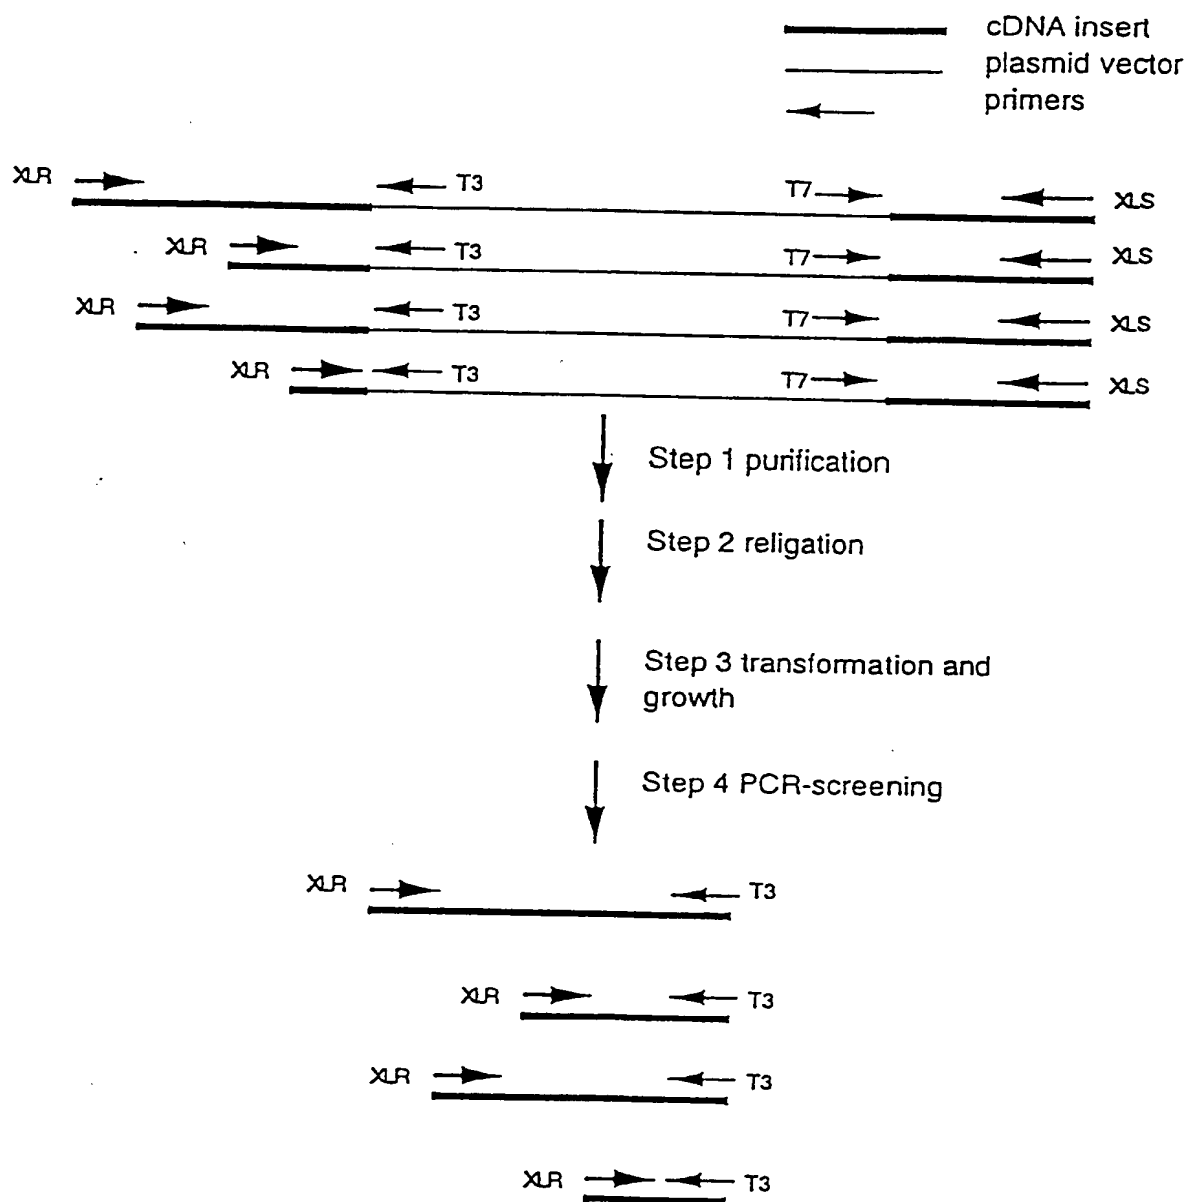 cDNA insert
plasmid vector
primers
XLR T3 T7 XLS
XLR T3 T7 XLS
XLR T3 T7 XLS
XLR T3 T7 XLS
Step 1 purification
Step 2 religation
Step 3 transformation and
growth
Step 4 PCR-screening
XLR T3
XLR T3
XLR T3
XLR T3